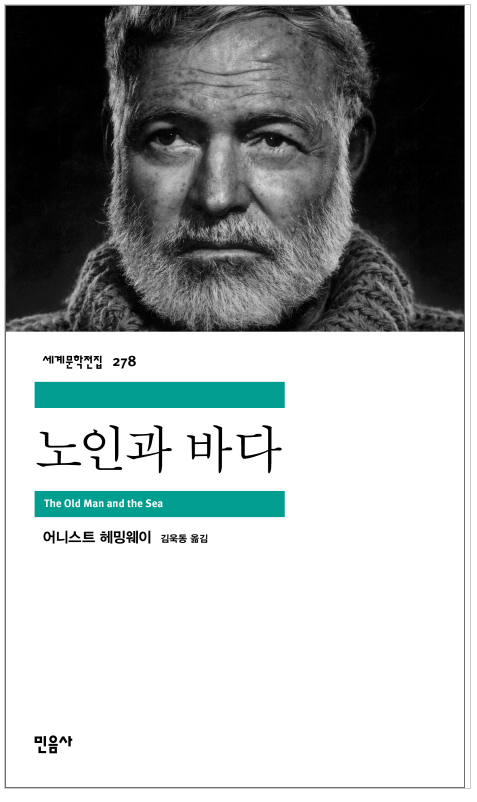 세계문학전집 278
노인과 바다
The Old Man and the Sea
어니스트 헤밍웨이 김욱동 옮김
민음사